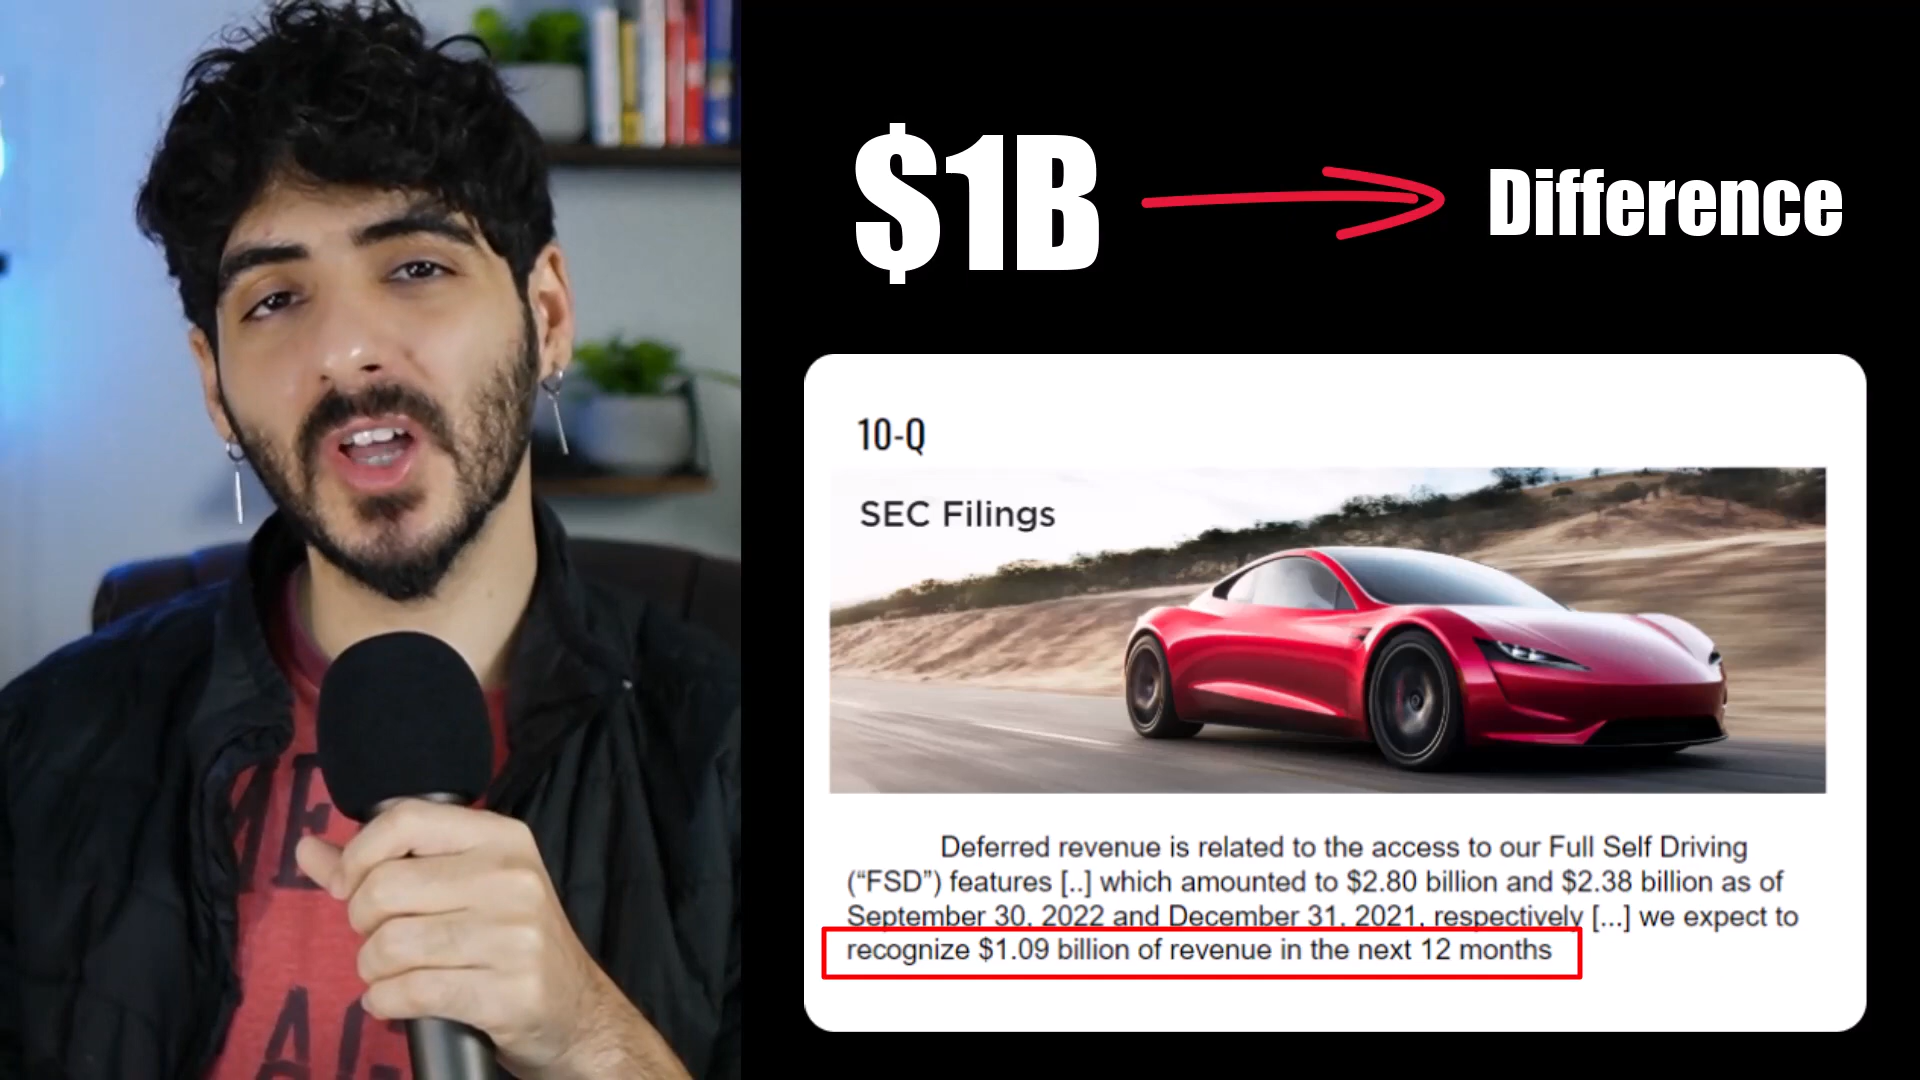 $1B
Difference
10-Q
SEC Filings
Deferred revenue is related to the access to our Full Self Driving
(“FSD”) features [..] which amounted to $2.80 billion and $2.38 billion as of
September 30, 2022 and December 31, 2021, respectively [...] we expect to
recognize $1.09 billion of revenue in the next 12 months